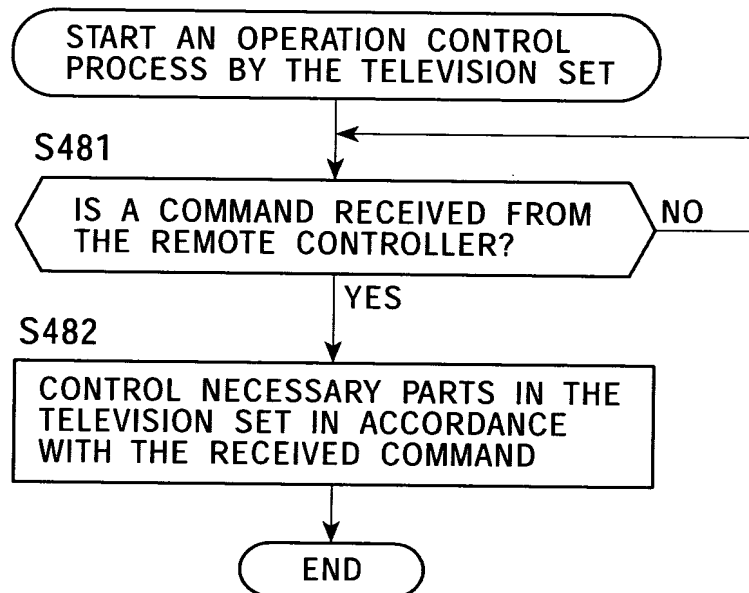 START AN OPERATION CONTROL
PROCESS BY THE TELEVISION SET
S481
IS A COMMAND RECEIVED FROM
THE REMOTE CONTROLLER?
NO
YES
S482
CONTROL NECESSARY PARTS IN THE
TELEVISION SET IN ACCORDANCE
WITH THE RECEIVED COMMAND
END